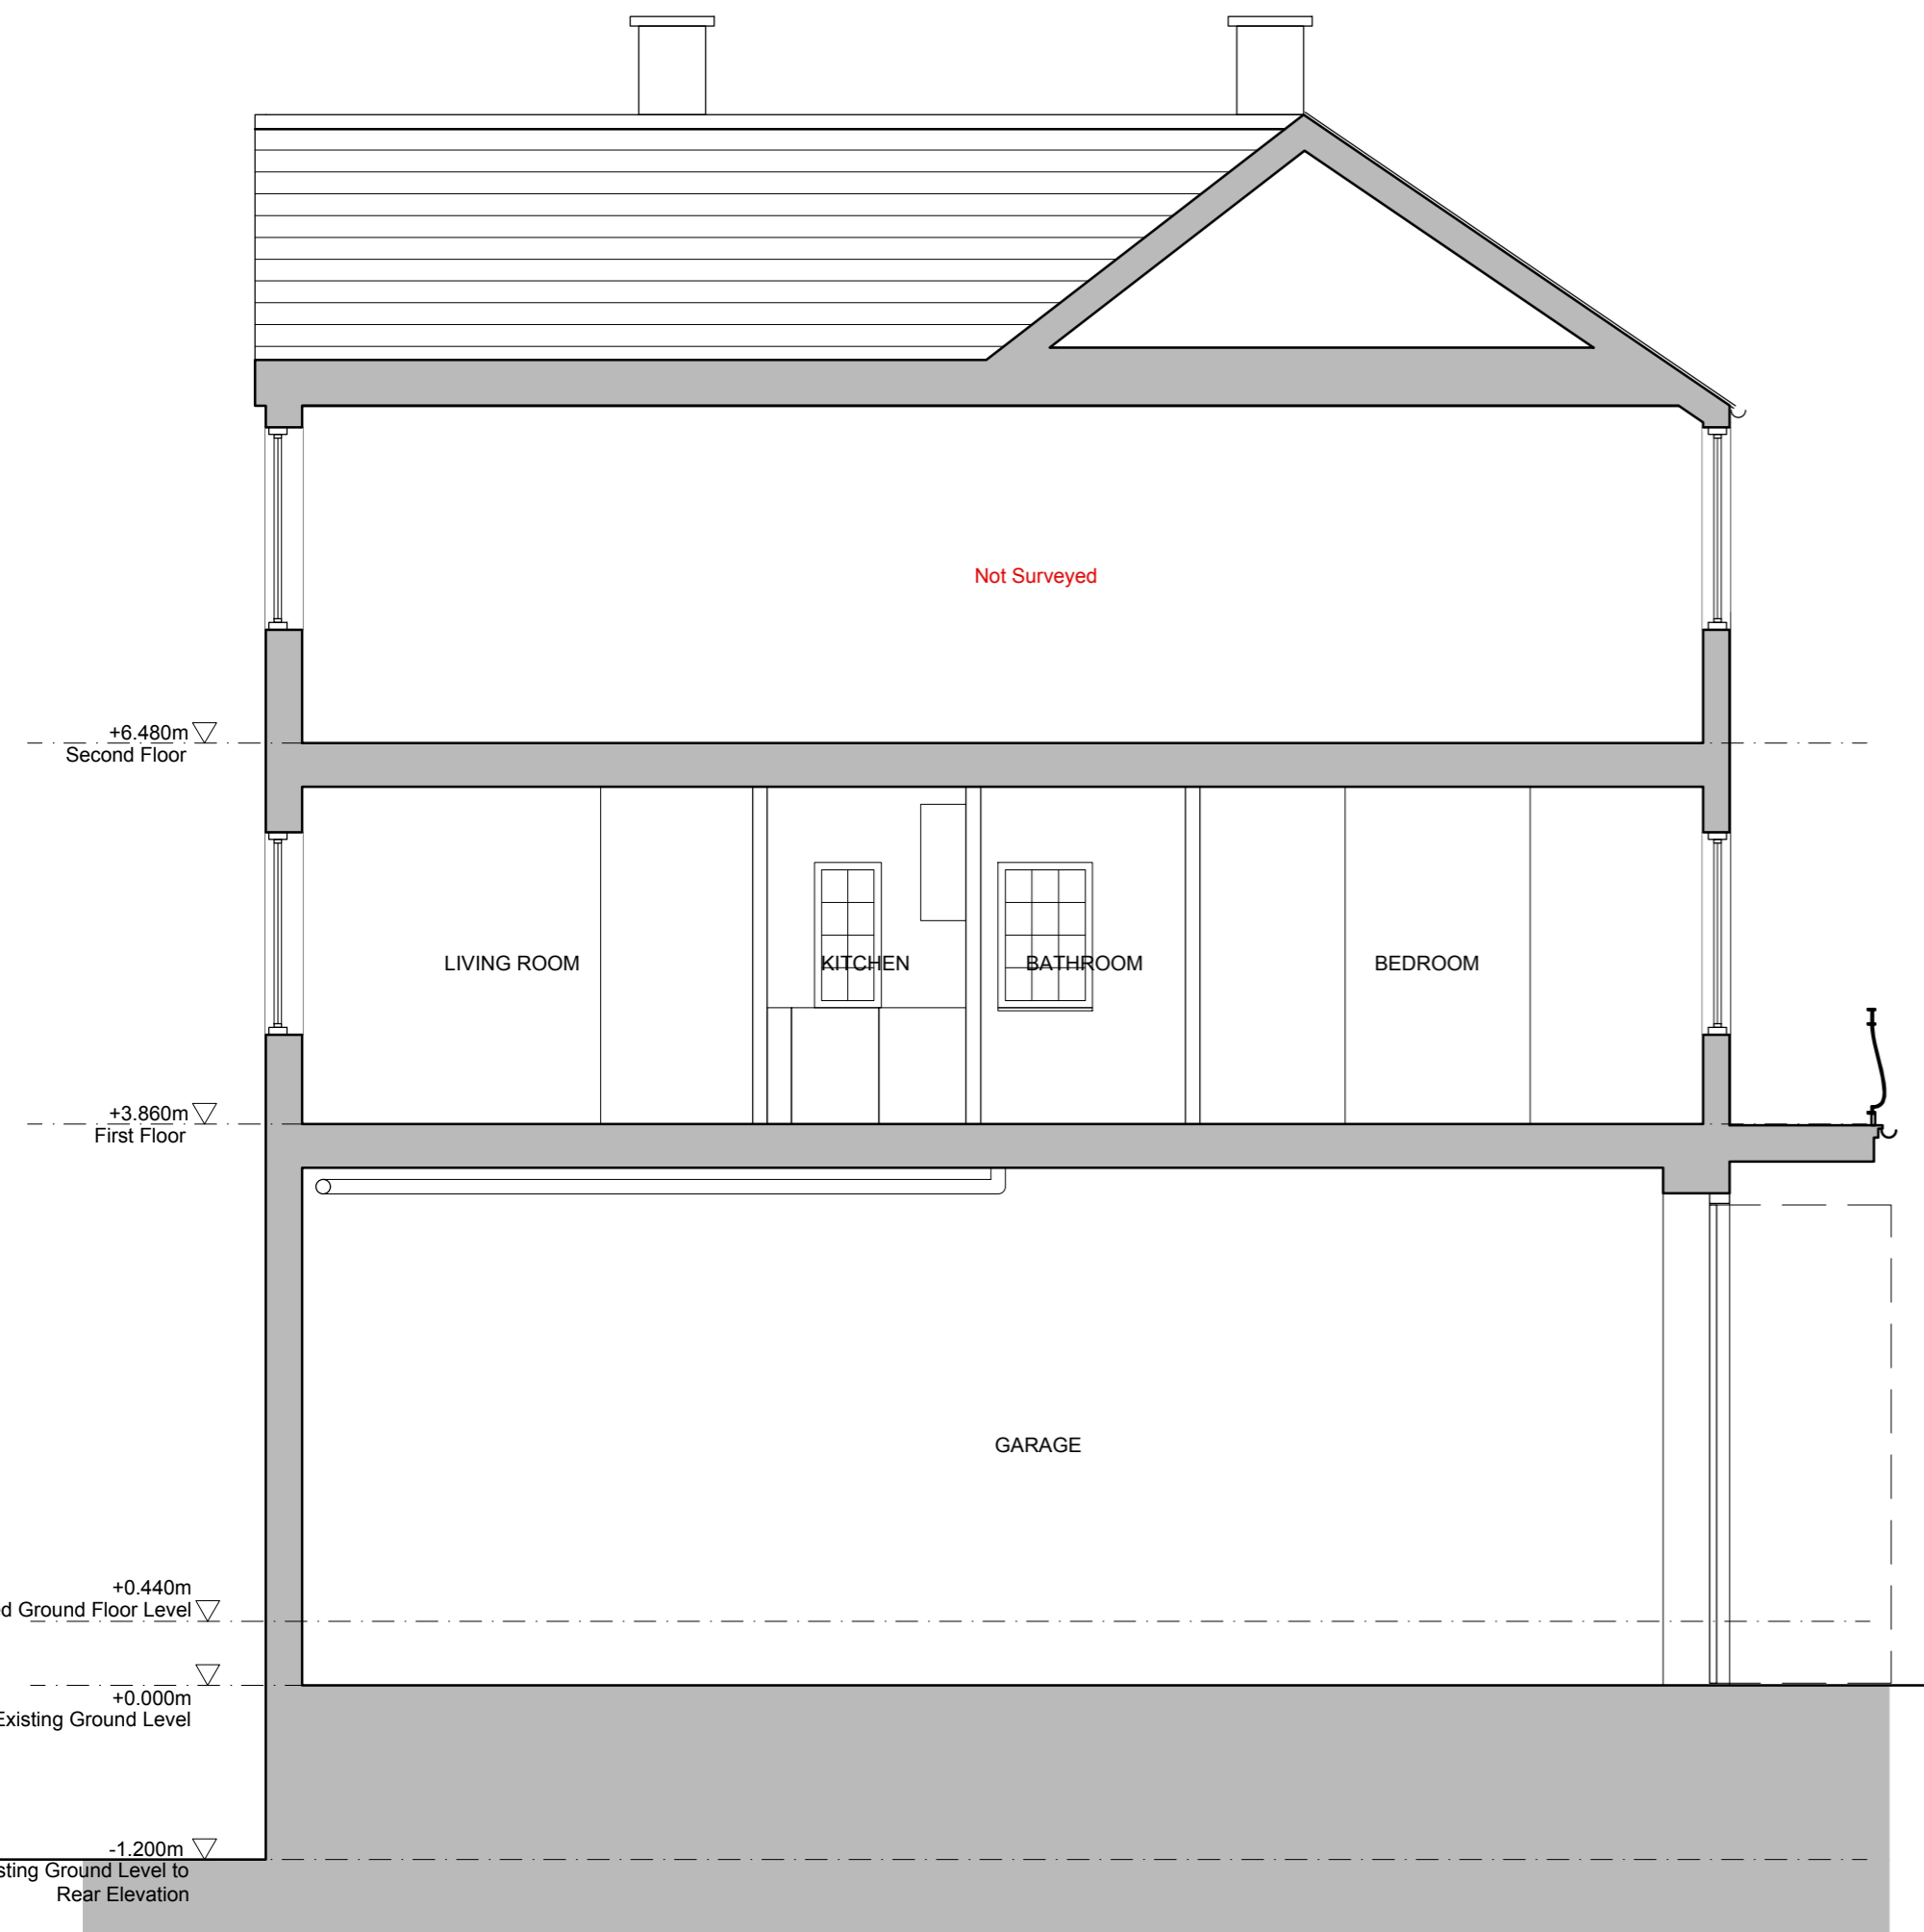 Not Surveyed
+6.480m
Second Floor
LIVING ROOM
KITCHEN
BATHROOM
BEDROOM
+3.860m
First Floor
GARAGE
+0.440m
Ground Floor Level
+0.000m
Existing Ground Level
-1.200m
Ground Level to
Rear Elevation